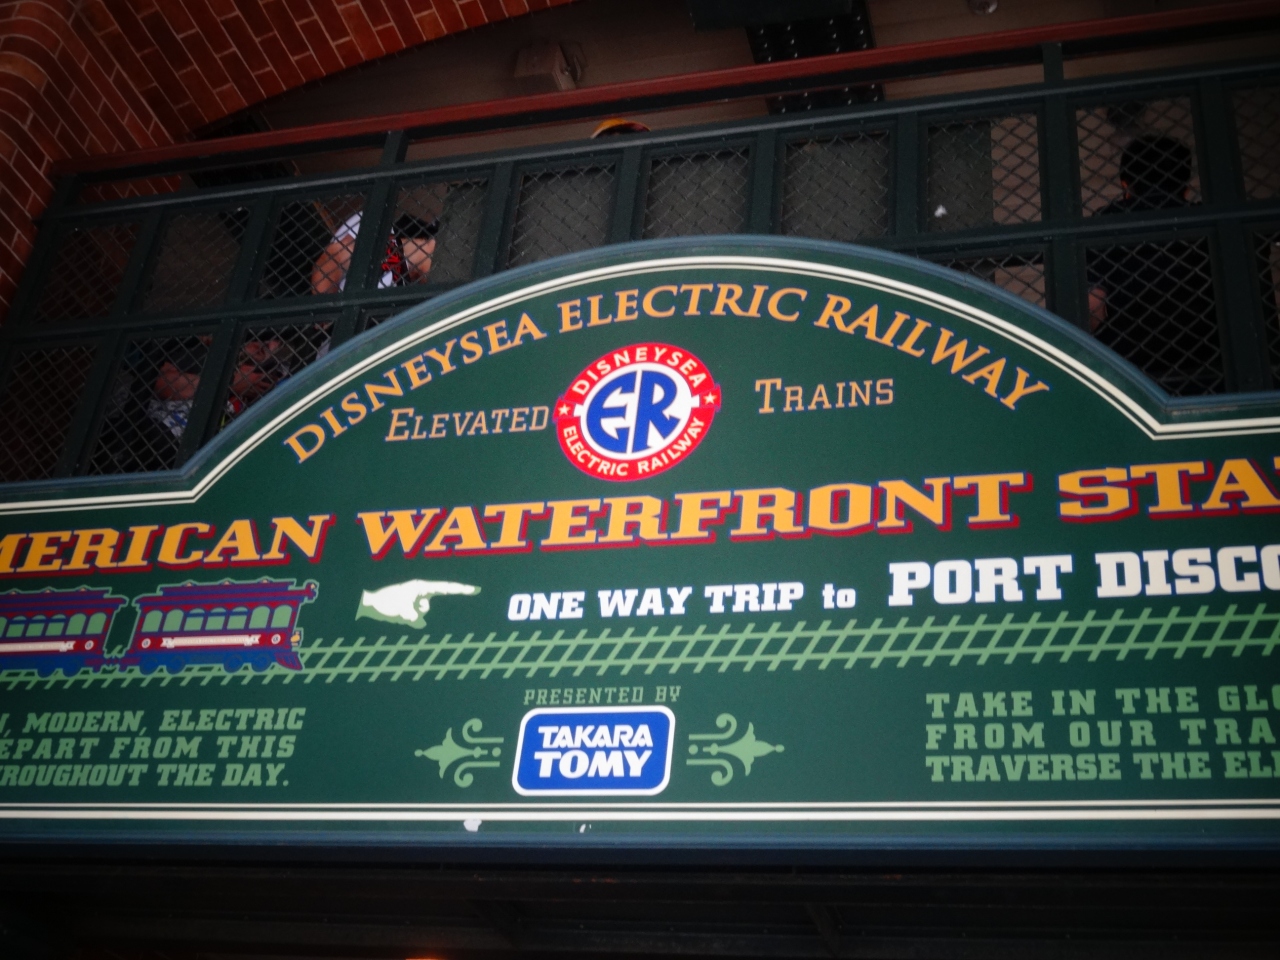 DISNEYSEA ELECTRIC RAILWAY
ELEVATED
DISNEYSEA
ER
ELECTRIC RAILWAY
TRAINS
MERICAN WATERFRONT STA
ONE WAY TRIP to PORT DISCO
PRESENTED BY
TAKARA
TOMY
, MODERN, ELECTRIC
EPART FROM THIS
ROUGHOUT THE DAY.
TAKE IN THE GLO
FROM OUR TRA
TRAVERSE THE ELE